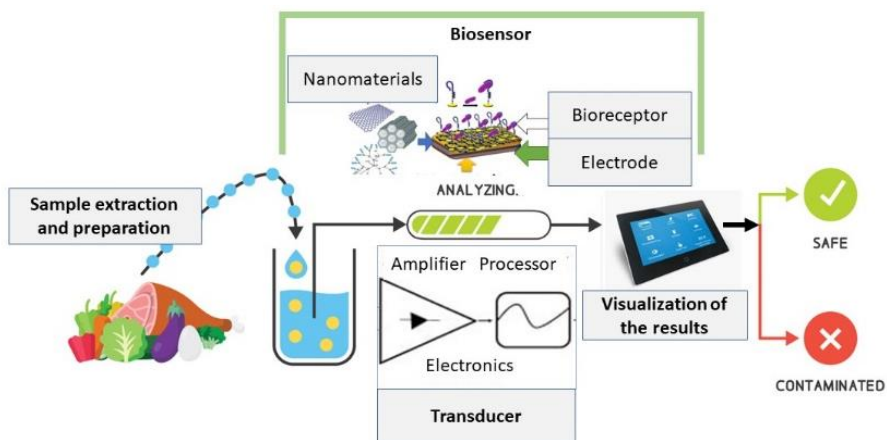 Biosensor
Nanomaterials
Bioreceptor
Electrode
ANALYZING.
Sample extraction
and preparation
SAFE
Amplifier Processor
Visualization of
the results
Electronics
CONTAMINATED
Transducer